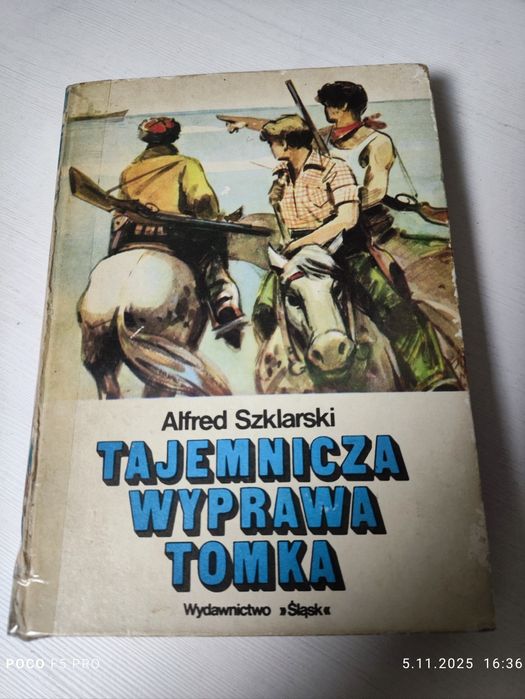 Alfred Szklarski
TAJEMNICZA
WYPRAWA
TOMKA
Wydawnictwo »Śląsk«
POCO F5 PRO
5.11.2025 16:36